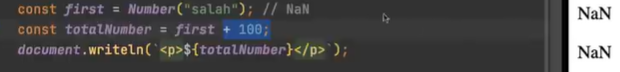 const first = Number("salah"); // NaN
const totalNumber = first + 100;
document.writeln(`<p>${totalNumber}</p>`);
NaN
NaN